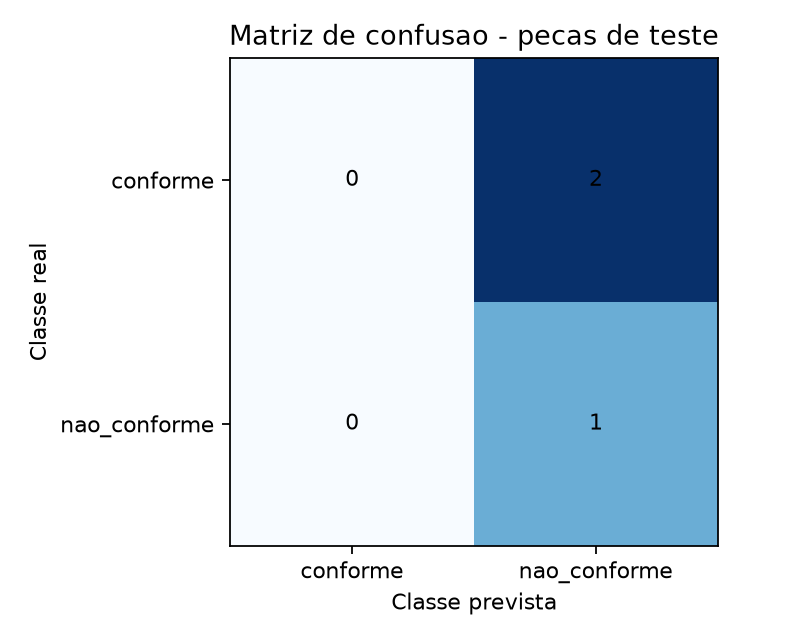 Matriz de confusao - pecas de teste
conforme
0
2
Classe real
nao_conforme
0
1
conforme
nao_conforme
Classe prevista